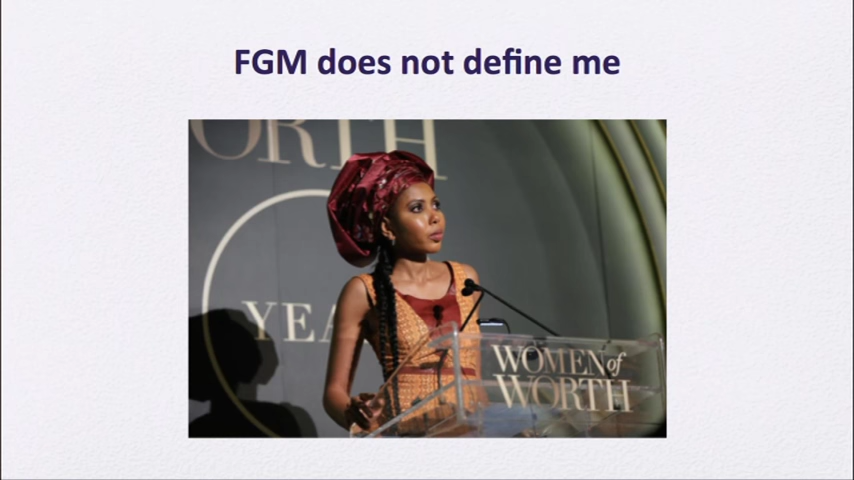 FGM does not define me
ORTH
YEA
WOMEN of
WORTH